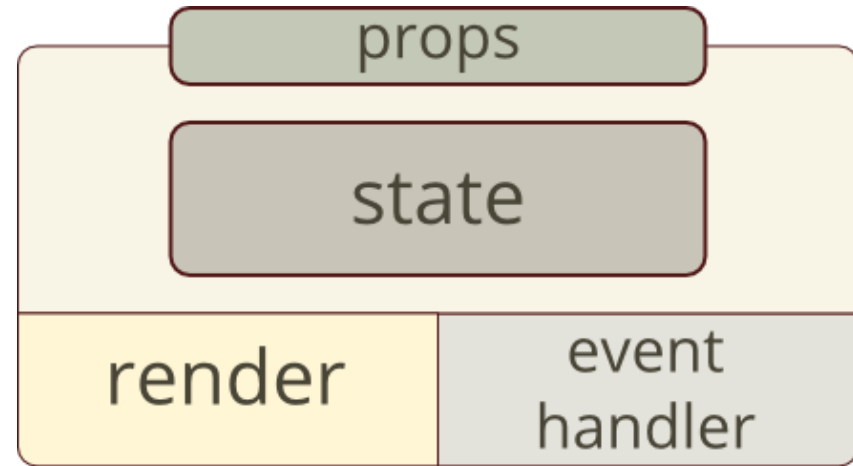 props
state
render
event
handler